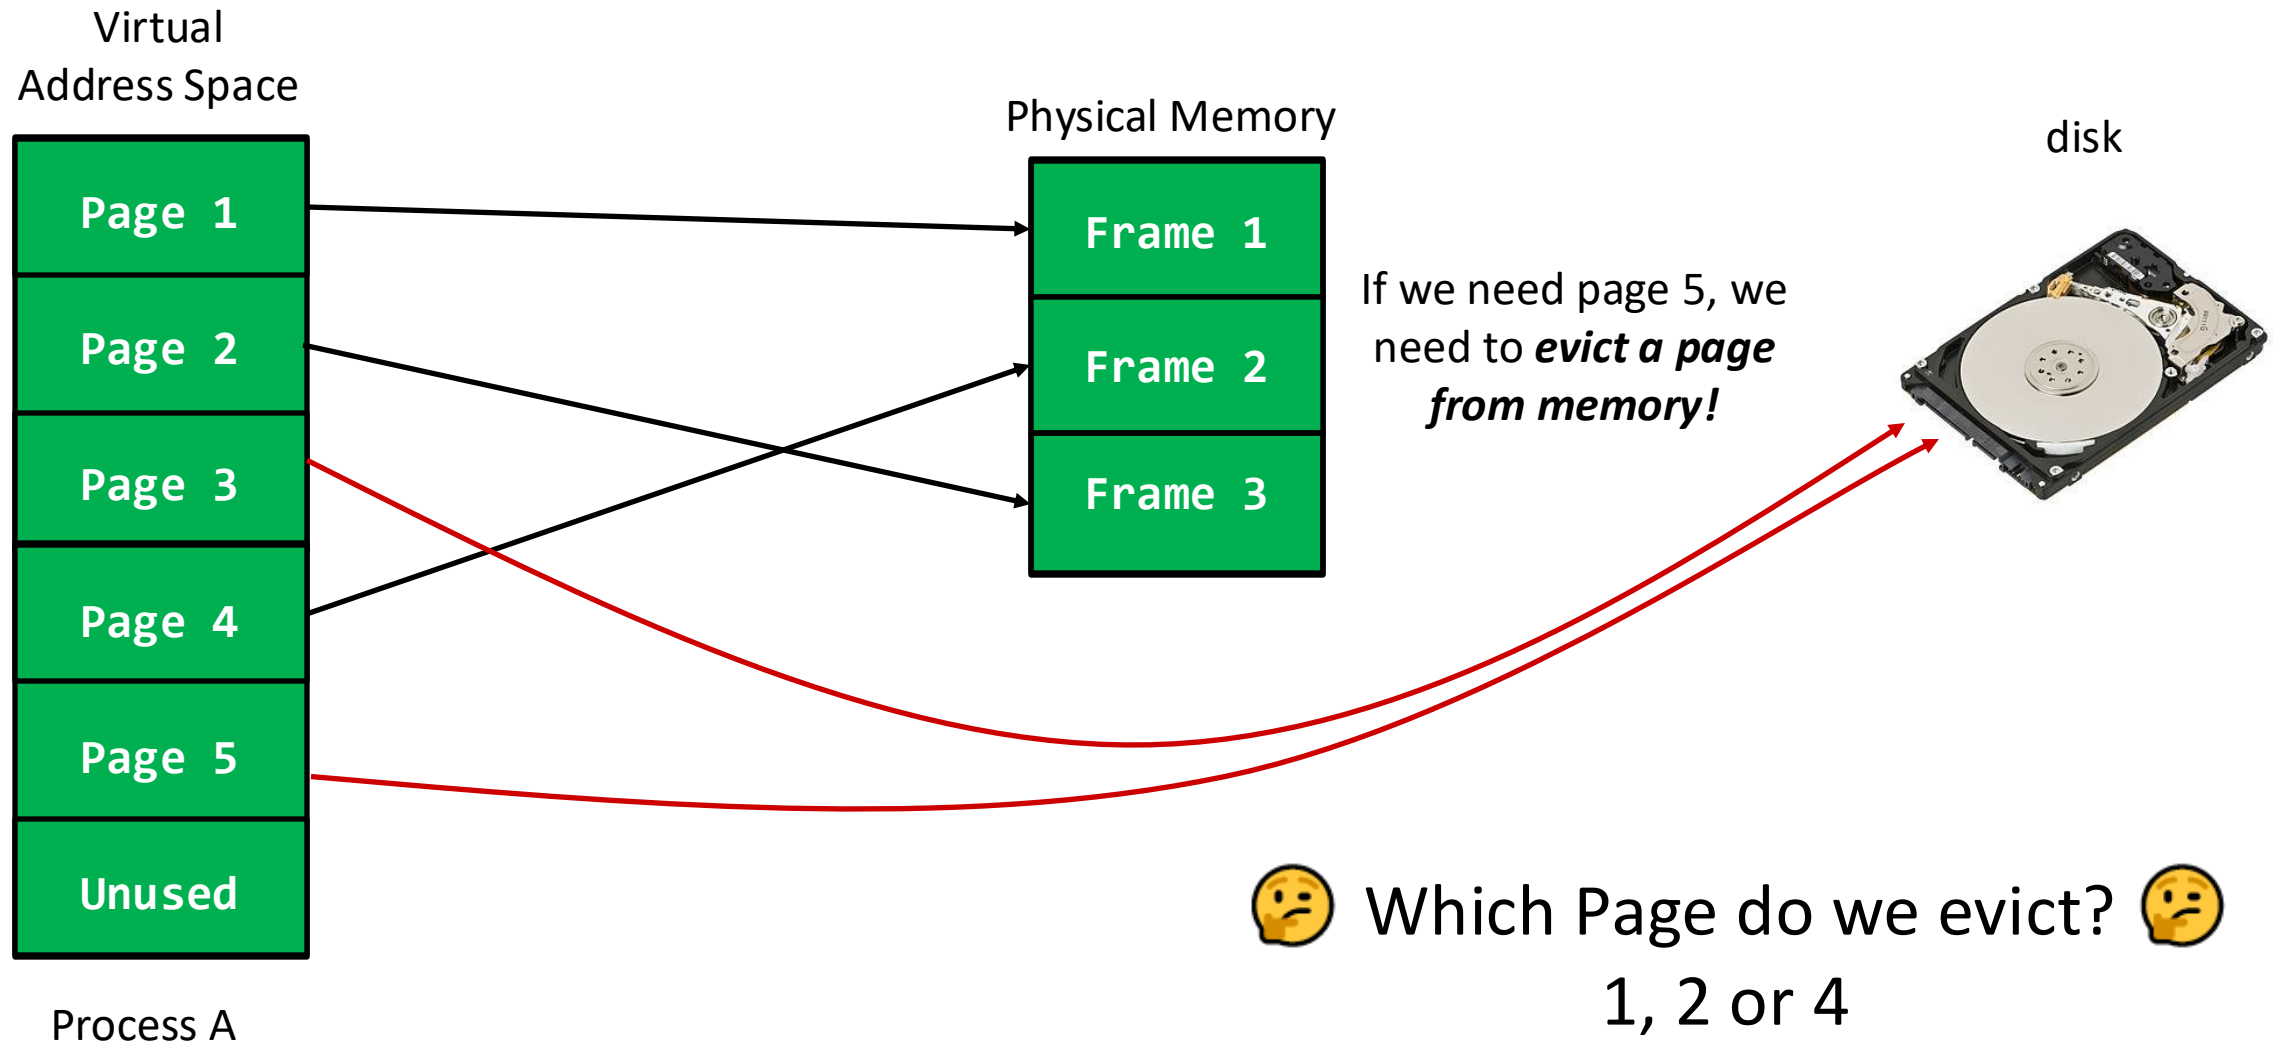 Virtual
Address Space
Page 1
Page 2
Page 3
Page 4
Page 5
Unused
Process A
Physical Memory
Frame 1
Frame 2
Frame 3
If we need page 5, we
need to evict a page
from memory!
disk
🤔 Which Page do we evict? 🤔
1, 2 or 4